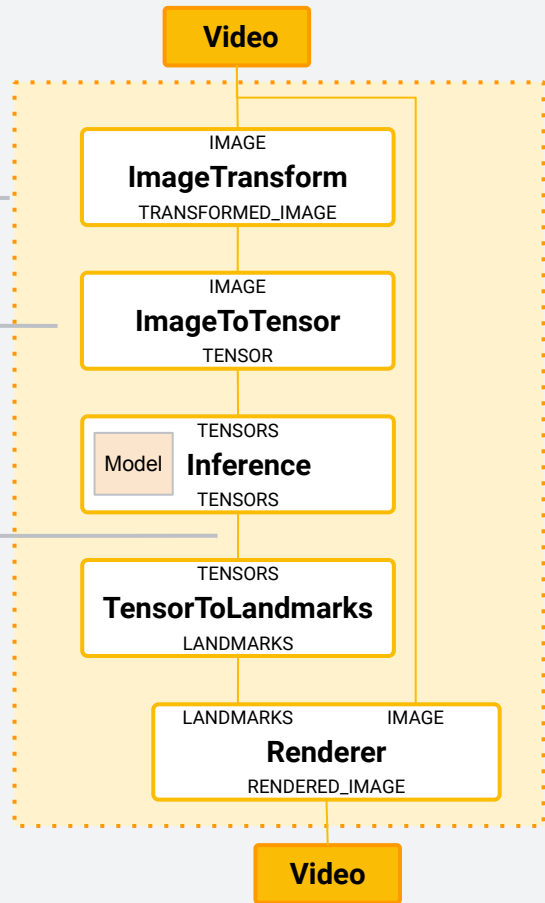 Video
IMAGE
ImageTransform
TRANSFORMED_IMAGE
IMAGE
ImageToTensor
TENSOR
TENSORS
Model
Inference
TENSORS
TENSORS
TensorToLandmarks
LANDMARKS
LANDMARKS IMAGE
Renderer
RENDERED_IMAGE
Video